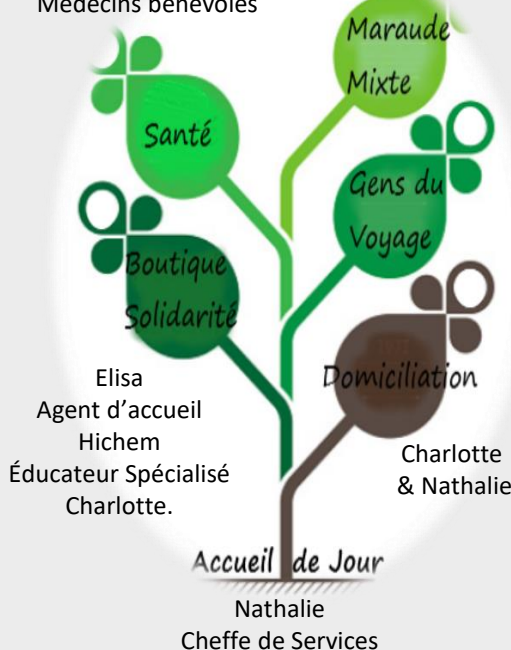 Médecins bénévoles
Maraude
Mixte
Santé
Gens du
Voyage
Boutique
Solidarité
Domiciliation
Elisa
Agent d’accueil
Hichem
Éducateur Spécialisé
Charlotte.
Charlotte
& Nathalie
Accueil de Jour
Nathalie
Cheffe de Services